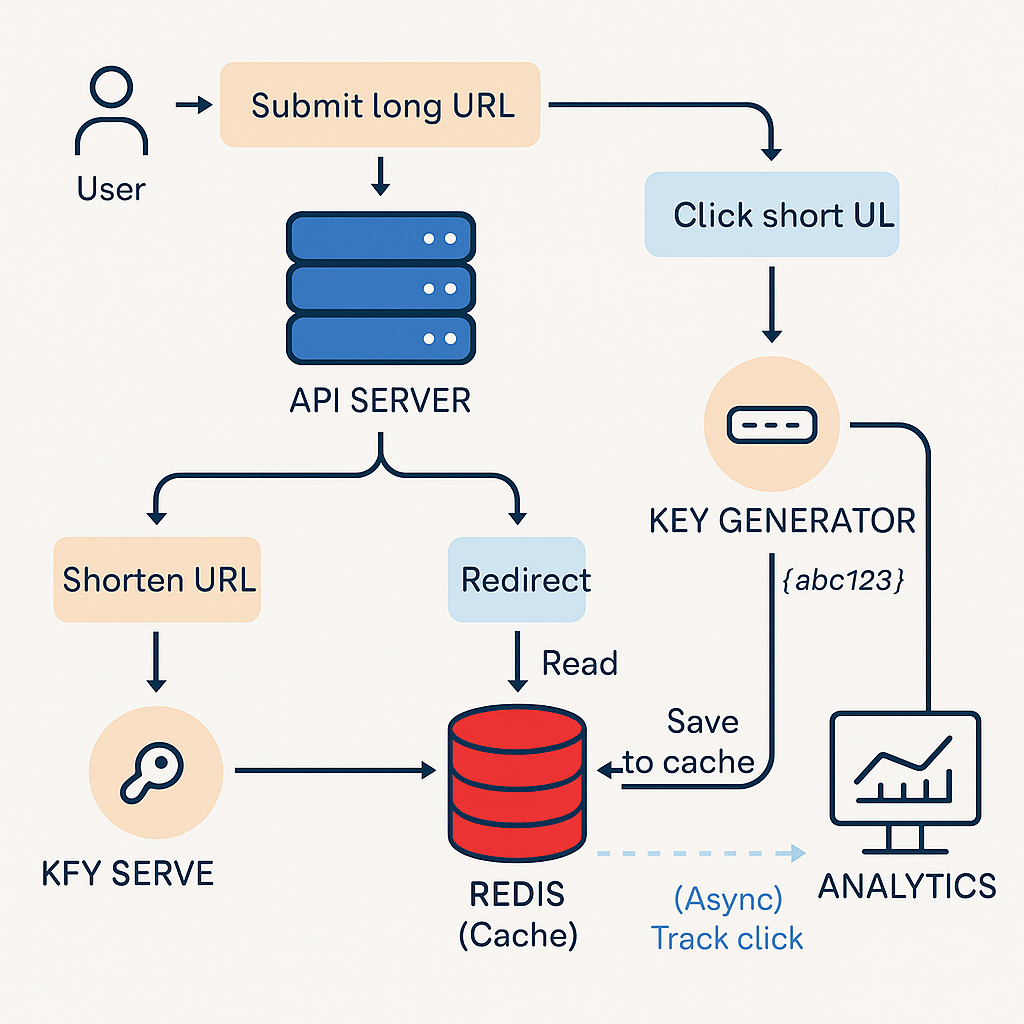 User
Submit long URL
Click short UL
API SERVER
KEY GENERATOR
{abc123}
Shorten URL
Redirect
Read
Save
to cache
KFY SERVE
REDIS
(Cache)
(Async)
Track click
ANALYTICS